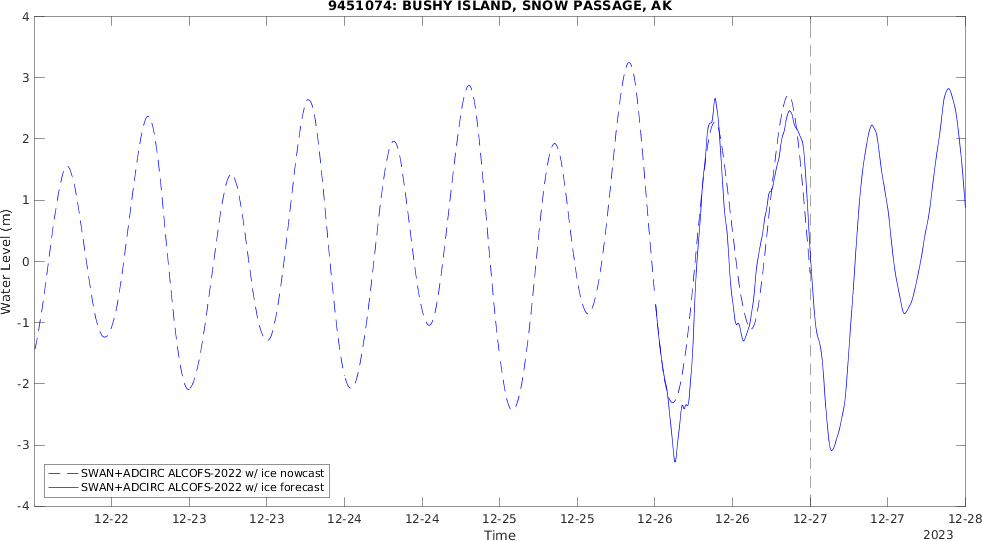 9451074: BUSHY ISLAND, SNOW PASSAGE, AK
4
3
2
1
0
-1
-2
-3
-4
Water Level (m)
SWAN+ADCIRC ALCOFS-2022 w/ ice nowcast
SWAN+ADCIRC ALCOFS-2022 w/ ice forecast
12-22 12-23 12-23 12-24 12-24 12-25 12-25 12-26 12-26 12-27 12-27 12-28
Time
2023